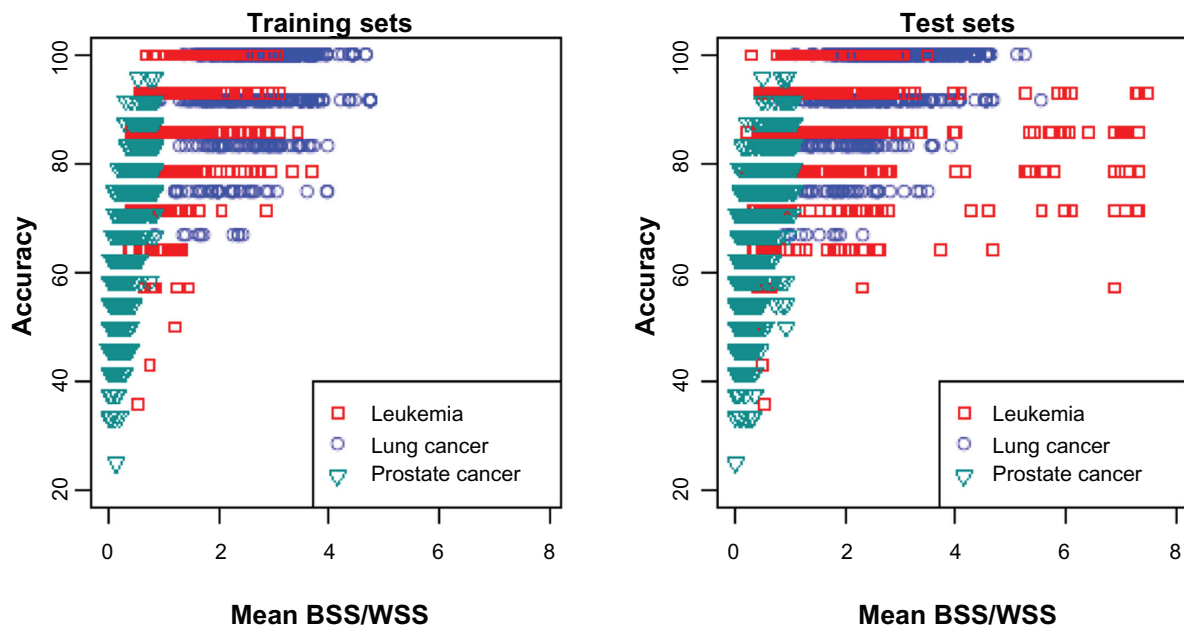 Training sets
Accuracy
100
80
60
40
20
0 2 4 6 8
Mean BSS/WSS
Leukemia
Lung cancer
Prostate cancer
Test sets
Accuracy
100
80
60
40
20
0 2 4 6 8
Mean BSS/WSS
Leukemia
Lung cancer
Prostate cancer